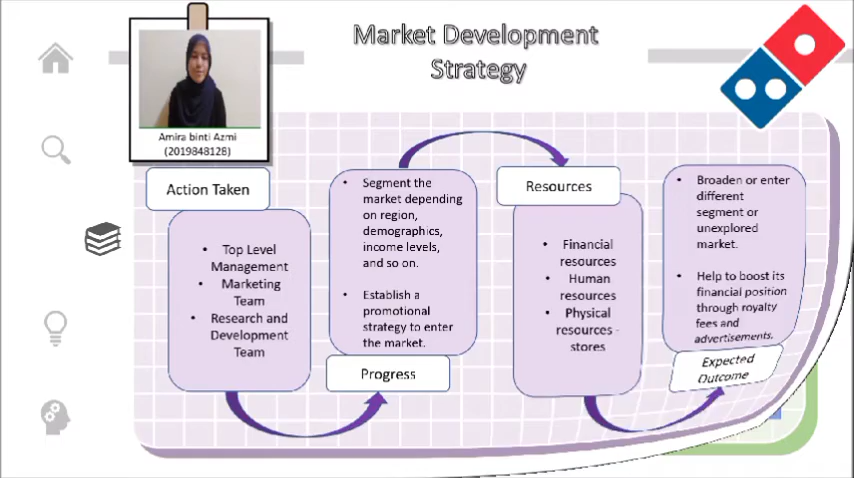 Market Development
Strategy
Amira binti Azmi
(2019848128)
Action Taken
• Top Level
Management
• Marketing
Team
• Research and
Development
Team
• Segment the
market depending
on region,
demographics,
income levels,
and so on.
• Establish a
promotional
strategy to enter
the market.
Progress
Resources
• Financial
resources
• Human
resources
• Physical
resources -
stores
• Broaden or enter
different
segment or
unexplored
market.
• Help to boost its
financial position
through royalty
fees and
advertisements.
Expected
Outcome